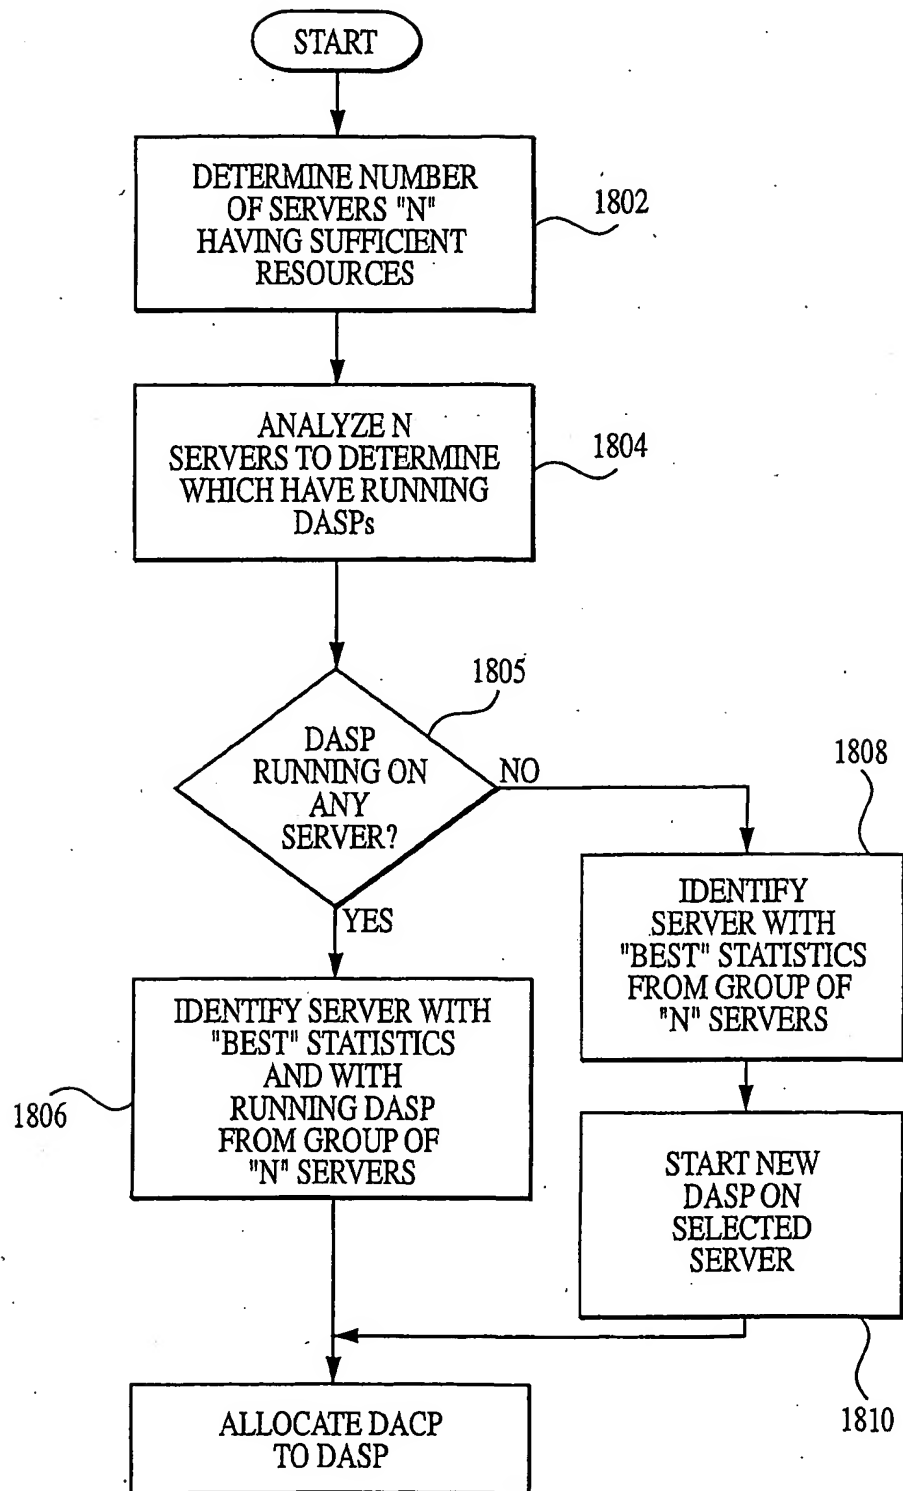 START
DETERMINE NUMBER
OF SERVERS "N"
HAVING SUFFICIENT
RESOURCES
1802
ANALYZE N
SERVERS TO DETERMINE
WHICH HAVE RUNNING
DASPs
1804
1805
DASP
RUNNING ON
ANY
SERVER?
NO
YES
1808
IDENTIFY
SERVER WITH
"BEST" STATISTICS
FROM GROUP OF
"N" SERVERS
IDENTIFY SERVER WITH
"BEST" STATISTICS
AND WITH
RUNNING DASP
FROM GROUP OF
"N" SERVERS
1806
START NEW
DASP ON
SELECTED
SERVER
1810
ALLOCATE DACP
TO DASP